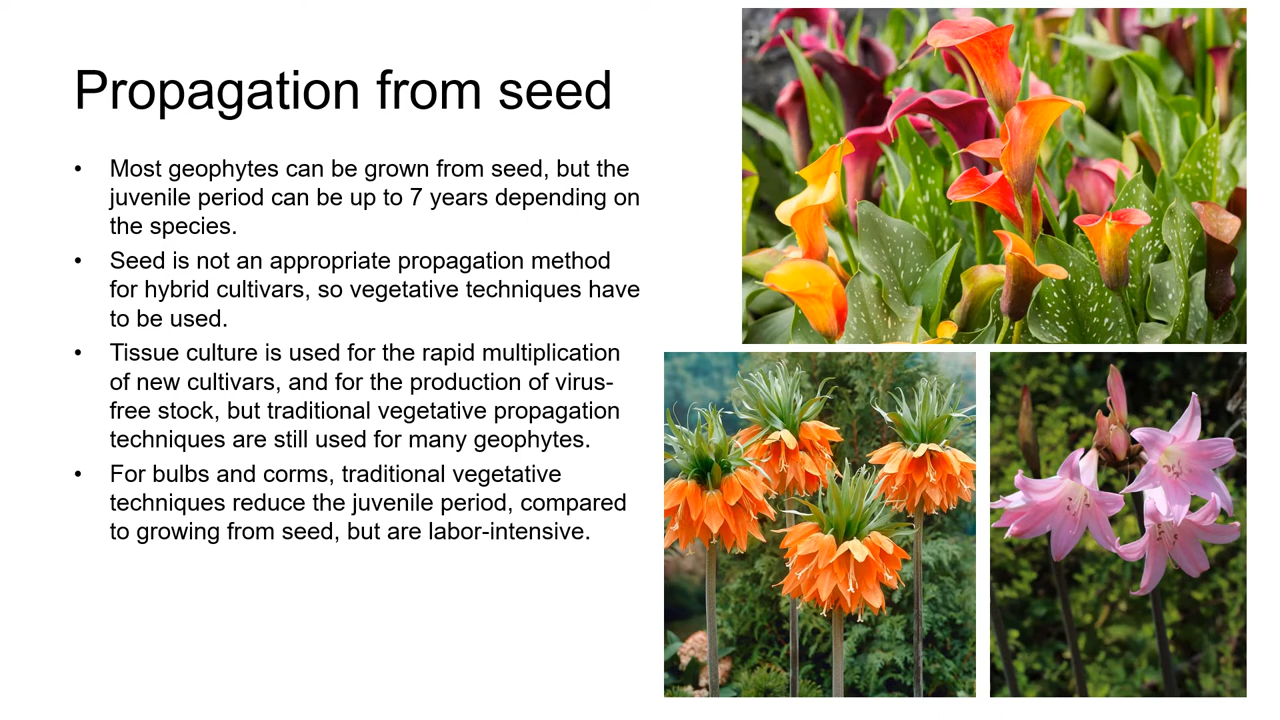 Propagation from seed
• Most geophytes can be grown from seed, but the
juvenile period can be up to 7 years depending on
the species.
• Seed is not an appropriate propagation method
for hybrid cultivars, so vegetative techniques have
to be used.
• Tissue culture is used for the rapid multiplication
of new cultivars, and for the production of virus-
free stock, but traditional vegetative propagation
techniques are still used for many geophytes.
• For bulbs and corms, traditional vegetative
techniques reduce the juvenile period, compared
to growing from seed, but are labor-intensive.